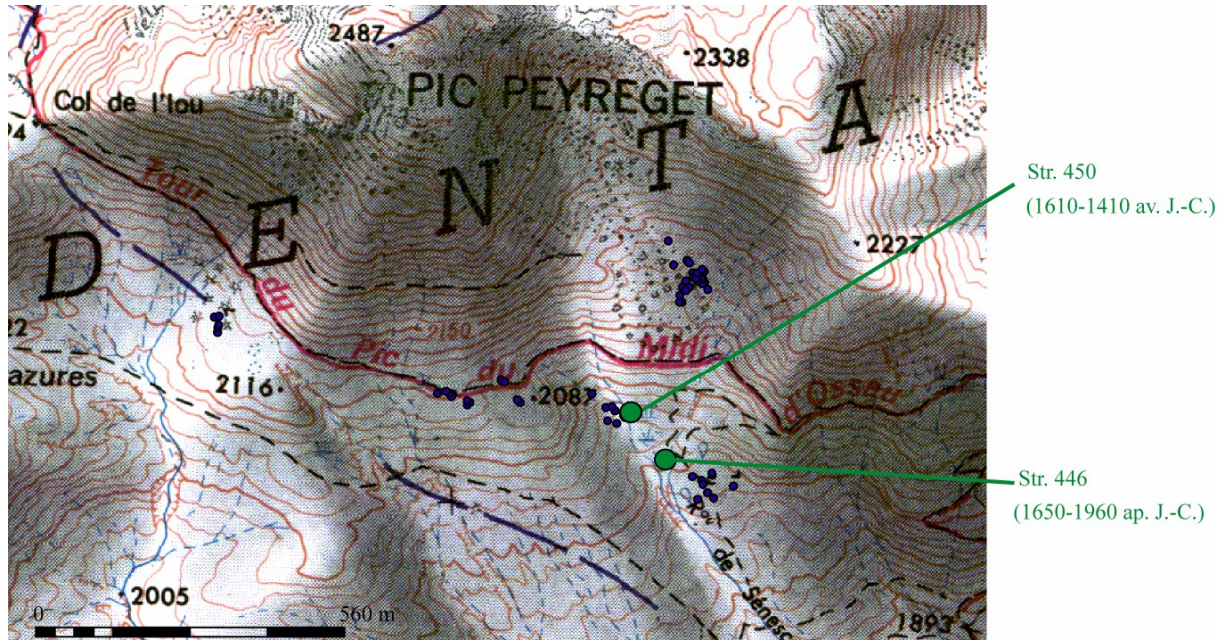 2487
2338
PIC PEYREGET
Col de l'Iou
A
T
N
E
D
Tour
du
Pic
du
Midi
d'Ossau
2227
2150
2116
2087
azures
2005
1893
de Sénesc
0
560 m
Str. 450
(1610-1410 av. J.-C.)
Str. 446
(1650-1960 ap. J.-C.)